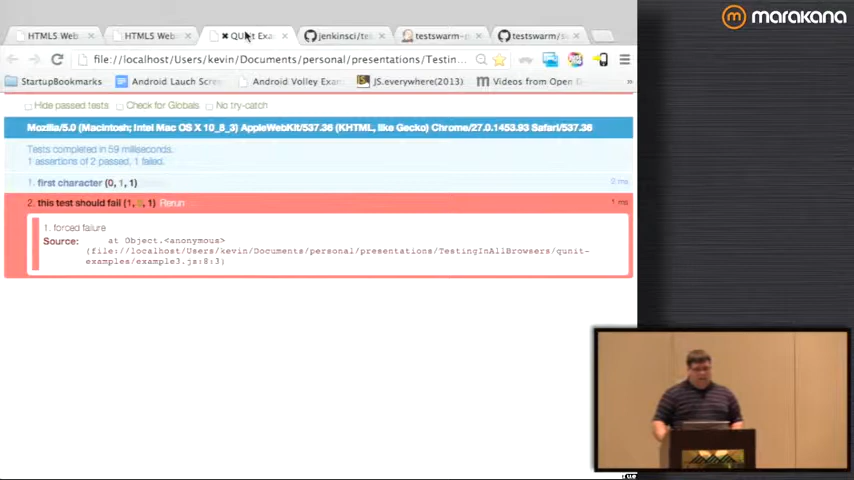 marakana
HTML5 Web
HTML5 Web
✖ QUnit Exa
jenkinsci/te
testswarm-p
testswarm/s
file://localhost/Users/kevin/Documents/personal/presentations/Testing...
StartupBookmarks
Android Lauch Scre
Android Volley Exa
JS.everywhere(2013)
Videos from O'Reil
»
Hide passed tests
Check for Globals
No try-catch
Mozilla/5.0 (Macintosh; Intel Mac OS X 10_8_3) AppleWebKit/537.36 (KHTML, like Gecko) Chrome/27.0.1453.93 Safari/537.36
Tests completed in 59 milliseconds.
1 assertions of 2 passed, 1 failed.
1. first character (0, 1, 1)
0 ms
2. this test should fail (1, 0, 1) Rerun
1 ms
1. forced failure
Source:
at Object.<anonymous>
(file://localhost/Users/kevin/Documents/personal/presentations/TestingInAllBrowsers/qunit-
examples/example3.js:8:3)